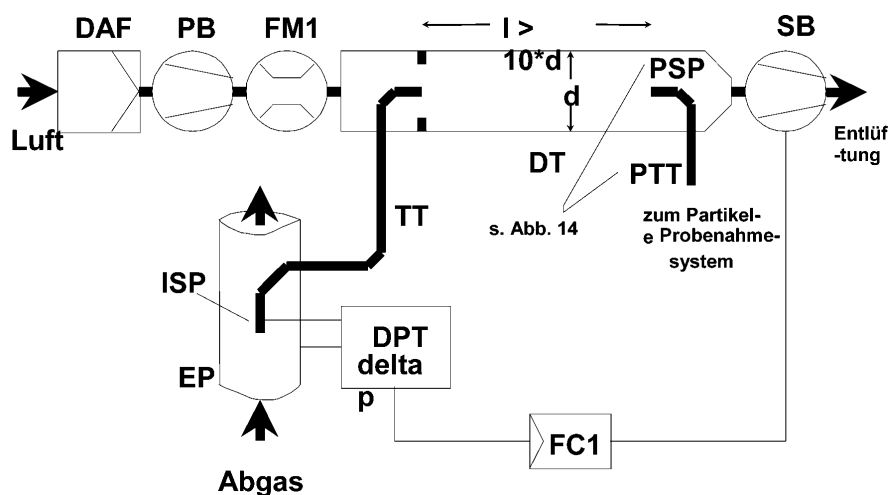 DAF PB FM1 l > SB
10*d
d
PSP
Luft
Entlüf
-tung
DT
PTT
TT
s. Abb. 14
zum Partikel-
e Probenahme-
system
ISP
DPT
delta
p
EP
FC1
Abgas